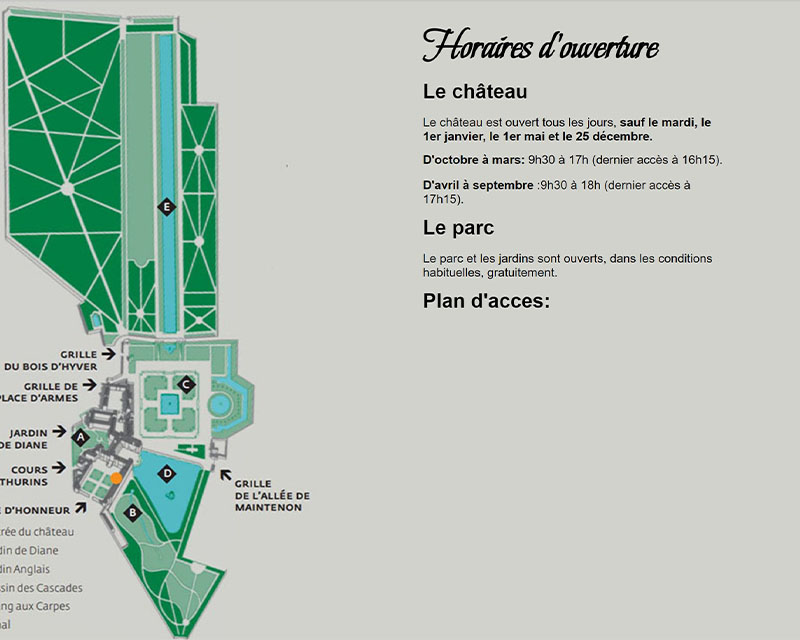 Horaires d'ouverture
Le château
Le château est ouvert tous les jours, sauf le mardi, le
1er janvier, le 1er mai et le 25 décembre.
D'octobre à mars: 9h30 à 17h (dernier accès à 16h15).
D'avril à septembre :9h30 à 18h (dernier accès à
17h15).
Le parc
Le parc et les jardins sont ouverts, dans les conditions
habituelles, gratuitement.
Plan d'acces:
E
GRILLE
DU BOIS D'HYVER
GRILLE DE
PLACE D'ARMES
C
JARDIN
DE DIANE
A
COURS
THURINS
D
GRILLE
DE L'ALLÉE DE
MAINTENON
D'HONNEUR
B
rée du château
din de Diane
din Anglais
sin des Cascades
ng aux Carpes
al